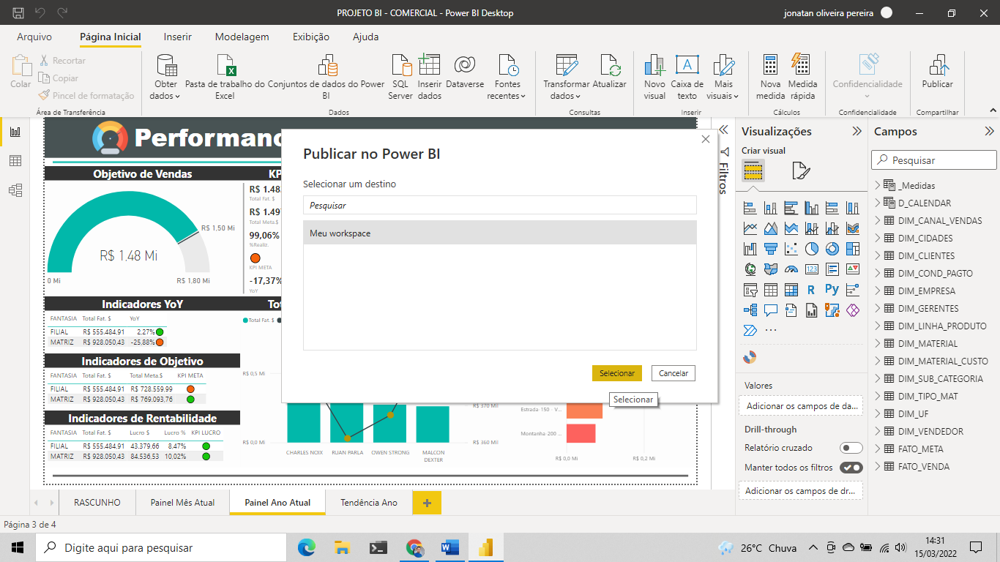 PROJETO BI - COMERCIAL - Power BI Desktop
jonatan oliveira pereira
Arquivo
Página Inicial
Inserir
Modelagem
Exibição
Ajuda
Colar
Recortar
Copiar
Pincel de formatação
Área de Transferência
Obter
dados
Pasta de trabalho do
Excel
Conjuntos de dados do Power
BI
SQL
Server
Inserir
dados
Dataverse
Fontes
recentes
Dados
Transformar
dados
Atualizar
Consultas
Novo
visual
Caixa de
texto
Mais
visuais
Inserir
Nova
medida
Medida
rápida
Cálculos
Confidencialidade
Confidencialidade
Publicar
Compartilhar
Objetivo de Vendas
R$ 1,50 Mi
R$ 1,48 Mi
0 Mi
R$ 1,80 Mi
Total Fat. $
Total Meta.$
99,06%
%Realiz.
KPI META
-17,37%
YoY
Indicadores YoY
FANTASIA Total Fat. $ YoY
FILIAL R$ 555.484,91 2,27%
MATRIZ R$ 928.050,43 -25,88%
Total Fat. $
Indicadores de Objetivo
FANTASIA Total Fat. $ Total Meta.$ KPI META
FILIAL R$ 555.484,91 R$ 728.559,99
MATRIZ R$ 928.050,43 R$ 769.093,76
Indicadores de Rentabilidade
FANTASIA Total Fat. $ Lucro $ Lucro % KPI LUCRO
FILIAL R$ 555.484,91 43.379,66 8,47%
MATRIZ R$ 928.050,43 84.536,53 10,02%
R$ 0,5 Mi
R$ 0,0 Mi
CHARLES NOIX
RUAN PARLA
OWEN STRONG
MALCON
DEXTER
R$ 370 Mil
R$ 360 Mil
Estrada-150 - V...
Montanha-200 ...
R$ 0,0 Mi
R$ 0,2 Mi
Publicar no Power BI
Selecionar um destino
Pesquisar
Meu workspace
Selecionar
Cancelar
Selecionar
Filtros
Visualizações
Criar visual
123
R
Py
Valores
Adicionar os campos de da...
Drill-through
Relatório cruzado
Manter todos os filtros
Adicionar os campos de dr...
Campos
Pesquisar
_Medidas
D_CALENDAR
DIM_CANAL_VENDAS
DIM_CIDADES
DIM_CLIENTES
DIM_COND_PAGTO
DIM_EMPRESA
DIM_GERENTES
DIM_LINHA_PRODUTO
DIM_MATERIAL
DIM_MATERIAL_CUSTO
DIM_SUB_CATEGORIA
DIM_TIPO_MAT
DIM_UF
DIM_VENDEDOR
FATO_META
FATO_VENDA
RASCUNHO
Painel Mês Atual
Painel Ano Atual
Tendência Ano
Página 3 de 4
Digite aqui para pesquisar
26°C Chuva
14:31
15/03/2022